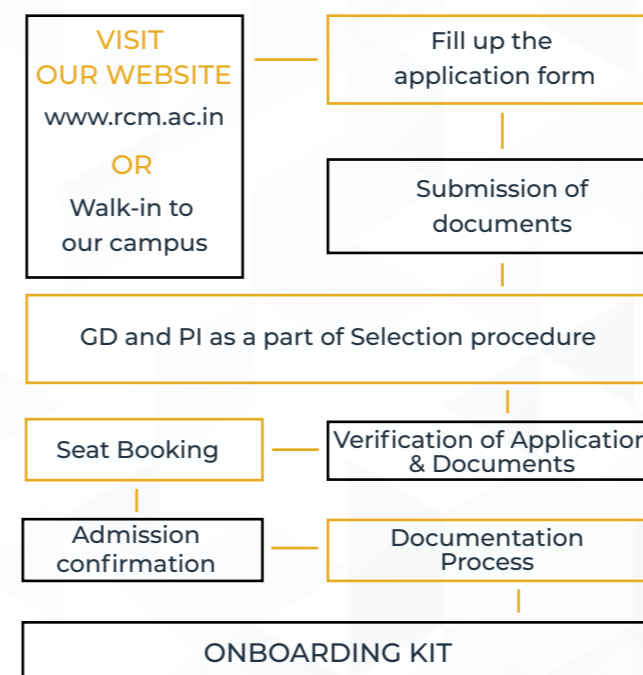 VISIT
OUR WEBSITE
www.rcm.ac.in
OR
Walk-in to
our campus
Fill up the
application form
Submission of
documents
GD and PI as a part of Selection procedure
Verification of Application
& Documents
Seat Booking
Admission
confirmation
Documentation
Process
ONBOARDING KIT